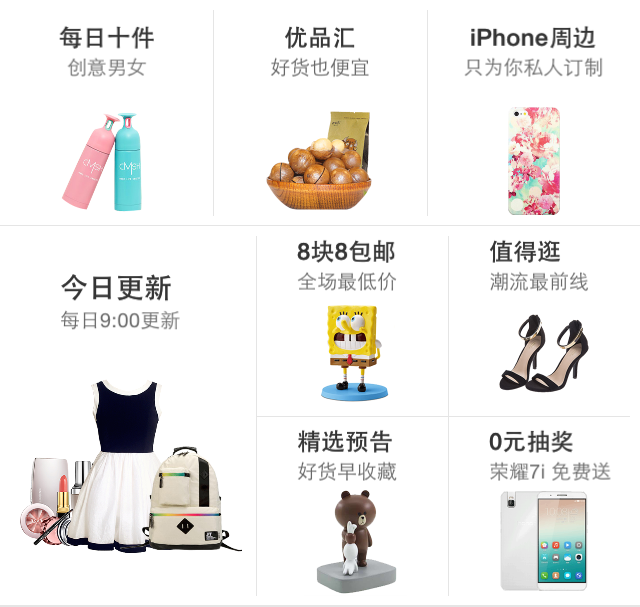 每日十件
创意男女
优品汇
好货也便宜
iPhone周边
只为你私人订制
今日更新
每日9:00更新
8块8包邮
全场最低价
值得逛
潮流最前线
精选预告
好货早收藏
0元抽奖
荣耀7i 免费送